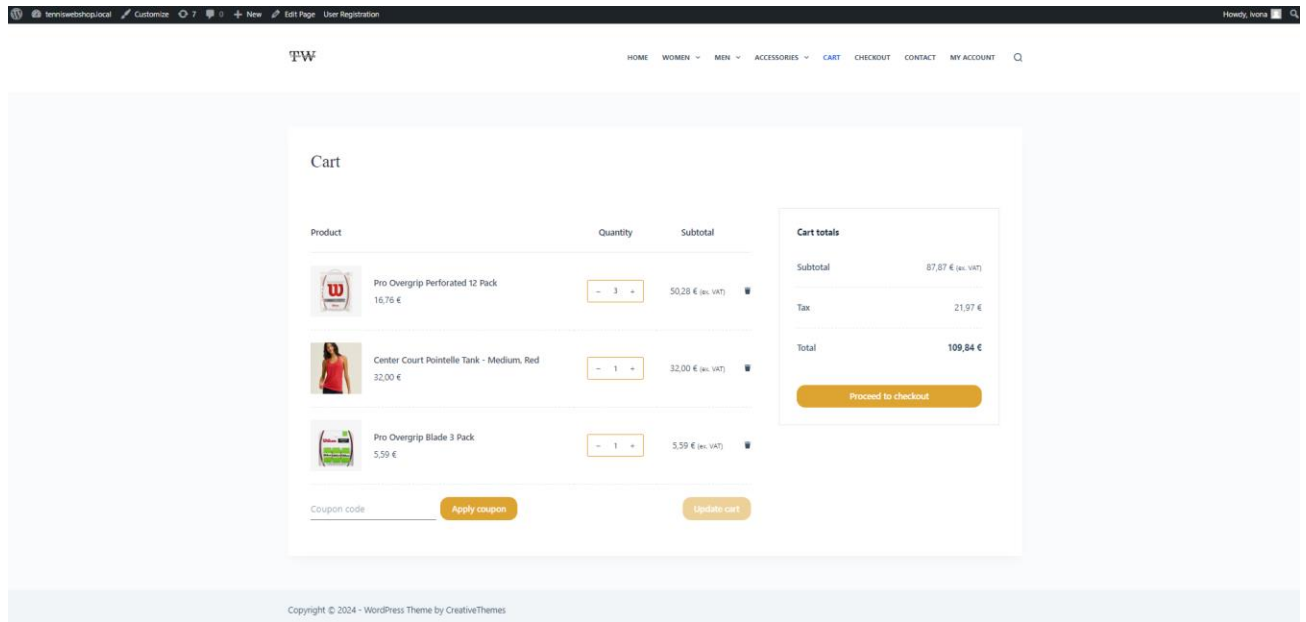 tenniswebshop.local Customize 7 0 New Edit Page User Registration Howdy, ivona
TW
HOME WOMEN MEN ACCESSORIES CART CHECKOUT CONTACT MY ACCOUNT
Cart
Product Quantity Subtotal
Pro Overgrip Perforated 12 Pack
16,76 €
- 3 +
50,28 € (ex. VAT)
Center Court Pointelle Tank - Medium, Red
32,00 €
- 1 +
32,00 € (ex. VAT)
Pro Overgrip Blade 3 Pack
5,59 €
- 1 +
5,59 € (ex. VAT)
Coupon code Apply coupon Update cart
Cart totals
Subtotal 87,87 € (ex. VAT)
Tax 21,97 €
Total 109,84 €
Proceed to checkout
Copyright © 2024 - WordPress Theme by CreativeThemes